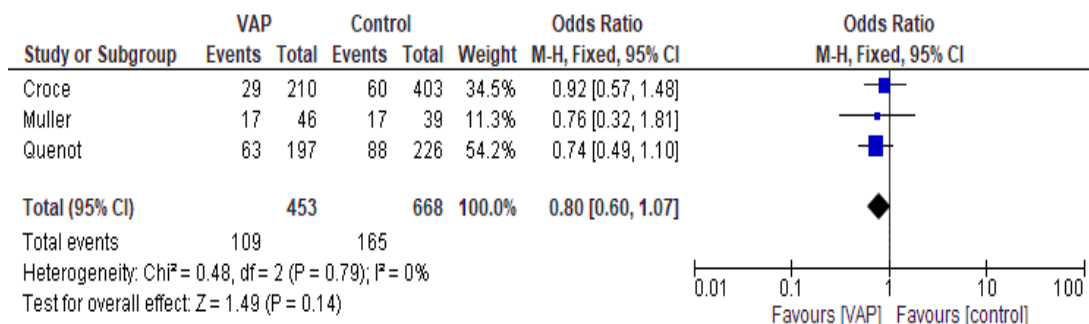 VAP Control Odds Ratio Odds Ratio
Study or Subgroup Events Total Events Total Weight M-H, Fixed, 95% CI M-H, Fixed, 95% CI
Croce 29 210 60 403 34.5% 0.92 [0.57, 1.48]
Muller 17 46 17 39 11.3% 0.76 [0.32, 1.81]
Quenot 63 197 88 226 54.2% 0.74 [0.49, 1.10]
Total (95% CI) 453 668 100.0% 0.80 [0.60, 1.07]
Total events 109 165
Heterogeneity: Chi² = 0.48, df = 2 (P = 0.79); I² = 0%
Test for overall effect: Z = 1.49 (P = 0.14)
0.01 0.1 1 10 100
Favours [VAP] Favours [control]